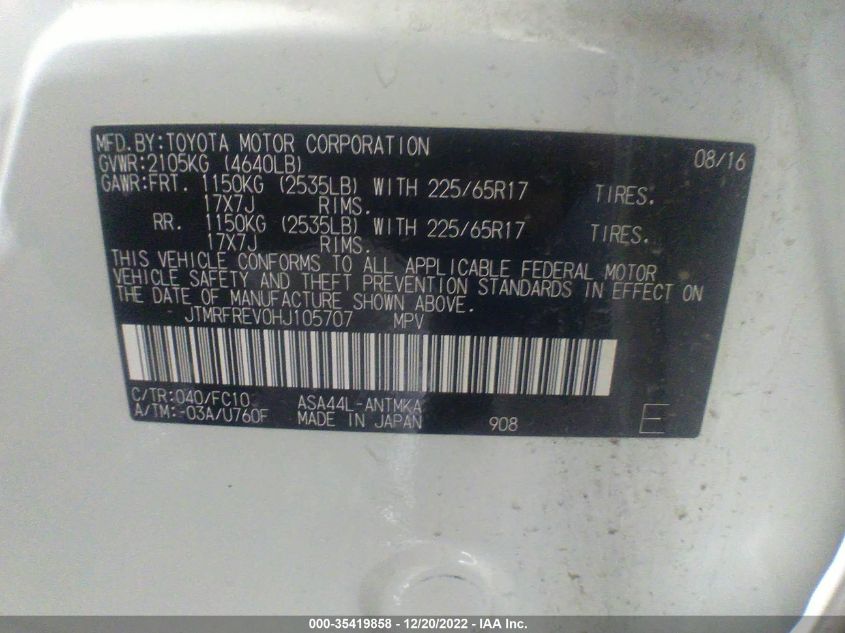 MFD.BY:TOYOTA MOTOR CORPORATION 08/16
GVWR:2105KG (4640LB)
GAWR:FRT. 1150KG (2535LB) WITH 225/65R17 TIRES.
17X7J RIMS.
RR. 1150KG (2535LB) WITH 225/65R17 TIRES.
17X7J RIMS.
THIS VEHICLE CONFORMS TO ALL APPLICABLE FEDERAL MOTOR
VEHICLE SAFETY AND THEFT PREVENTION STANDARDS IN EFFECT ON
THE DATE OF MANUFACTURE SHOWN ABOVE.
JTMRFREV0HJ105707 MPV
C/TR:040/FC10 ASA44L-ANTMKA
A/TM:-03A/U760F MADE IN JAPAN 908 E
000-35419858 - 12/20/2022 - IAA Inc.